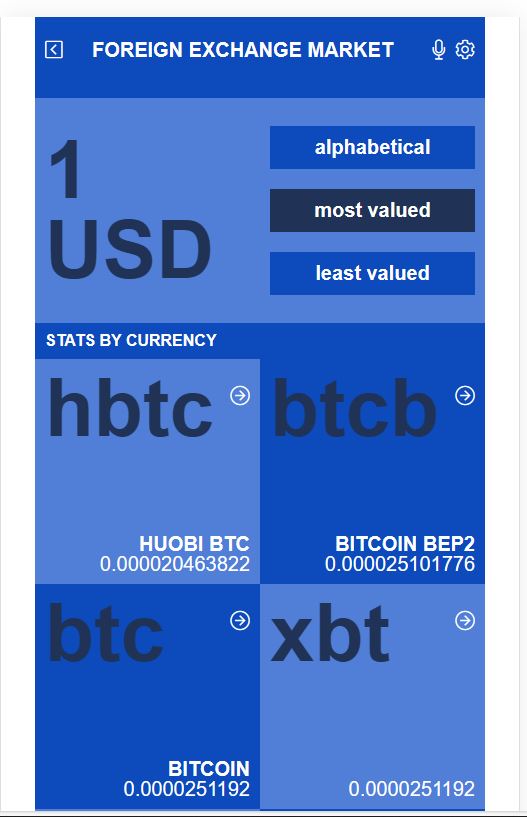 FOREIGN EXCHANGE MARKET
1
USD
alphabetical
most valued
least valued
STATS BY CURRENCY
hbtc
HUOBI BTC
0.000020463822
btcb
BITCOIN BEP2
0.000025101776
btc
BITCOIN
0.0000251192
xbt
0.0000251192